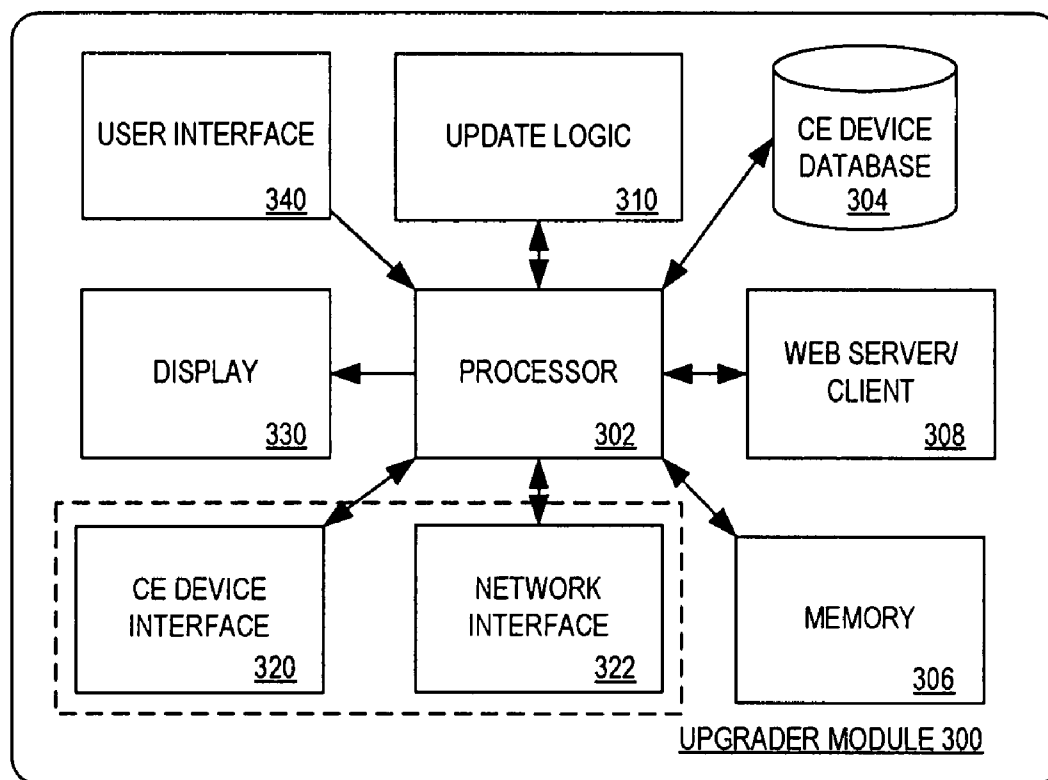 USER INTERFACE
340
UPDATE LOGIC
310
CE DEVICE
DATABASE
304
DISPLAY
330
PROCESSOR
302
WEB SERVER/
CLIENT
308
CE DEVICE
INTERFACE
320
NETWORK
INTERFACE
322
MEMORY
306
UPGRADER MODULE 300